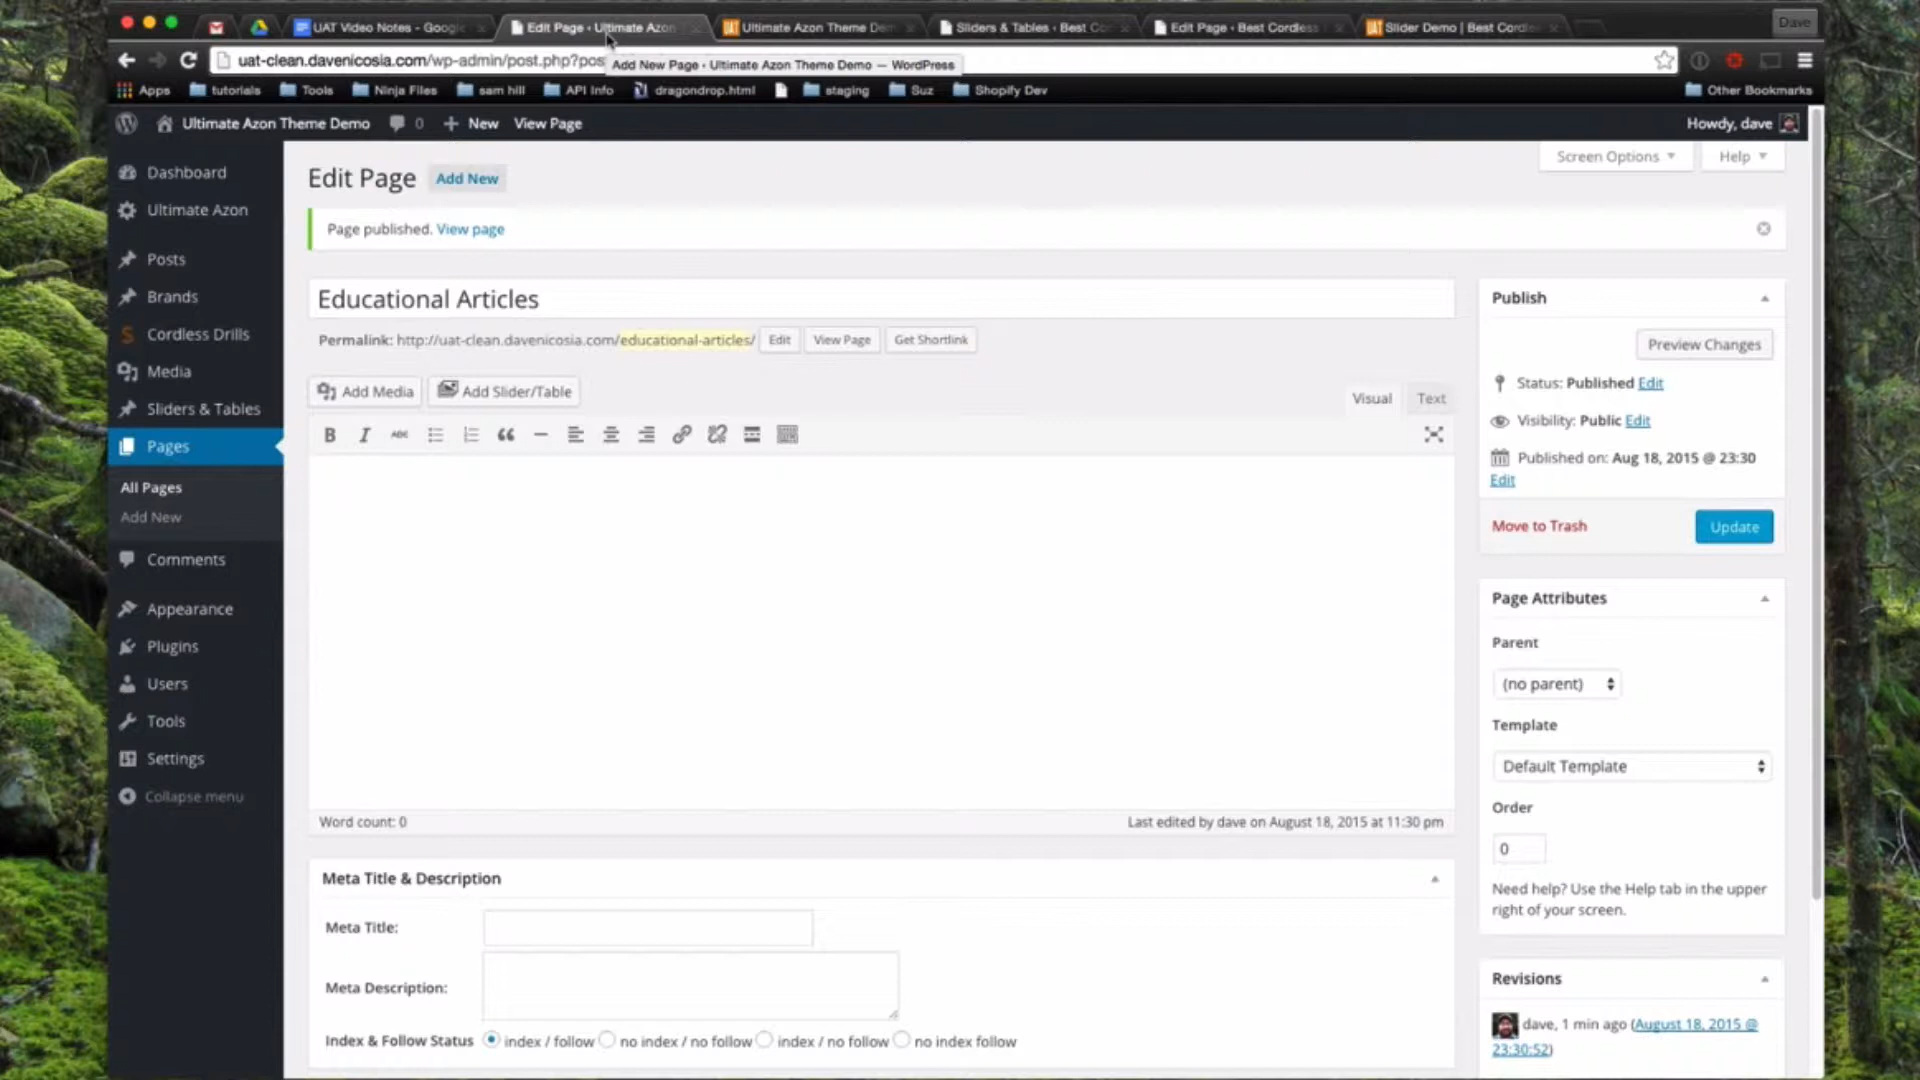 UAT Video Notes - Google
Edit Page ‹ Ultimate Azon
Ultimate Azon Theme Dem
Sliders & Tables ‹ Best Co
Edit Page ‹ Best Cordless
Slider Demo | Best Cordle
Dave
uat-clean.davenicosia.com/wp-admin/post.php?pos
Add New Page ‹ Ultimate Azon Theme Demo — WordPress
Apps
tutorials
Tools
Ninja Files
sam hill
API Info
dragondrop.html
staging
Suz
Shopify Dev
Other Bookmarks
Ultimate Azon Theme Demo
0
New
View Page
Howdy, dave
Dashboard
Ultimate Azon
Posts
Brands
Cordless Drills
Media
Sliders & Tables
Pages
All Pages
Add New
Comments
Appearance
Plugins
Users
Tools
Settings
Collapse menu
Screen Options
Help
Edit Page
Add New
Page published. View page
Educational Articles
Permalink: http://uat-clean.davenicosia.com/educational-articles/
Edit
View Page
Get Shortlink
Add Media
Add Slider/Table
Visual
Text
B I ABC
Word count: 0
Last edited by dave on August 18, 2015 at 11:30 pm
Meta Title & Description
Meta Title:
Meta Description:
Index & Follow Status
index / follow
no index / no follow
index / no follow
no index follow
Publish
Preview Changes
Status: Published Edit
Visibility: Public Edit
Published on: Aug 18, 2015 @ 23:30
Edit
Move to Trash
Update
Page Attributes
Parent
(no parent)
Template
Default Template
Order
0
Need help? Use the Help tab in the upper
right of your screen.
Revisions
dave, 1 min ago (August 18, 2015 @
23:30:52)